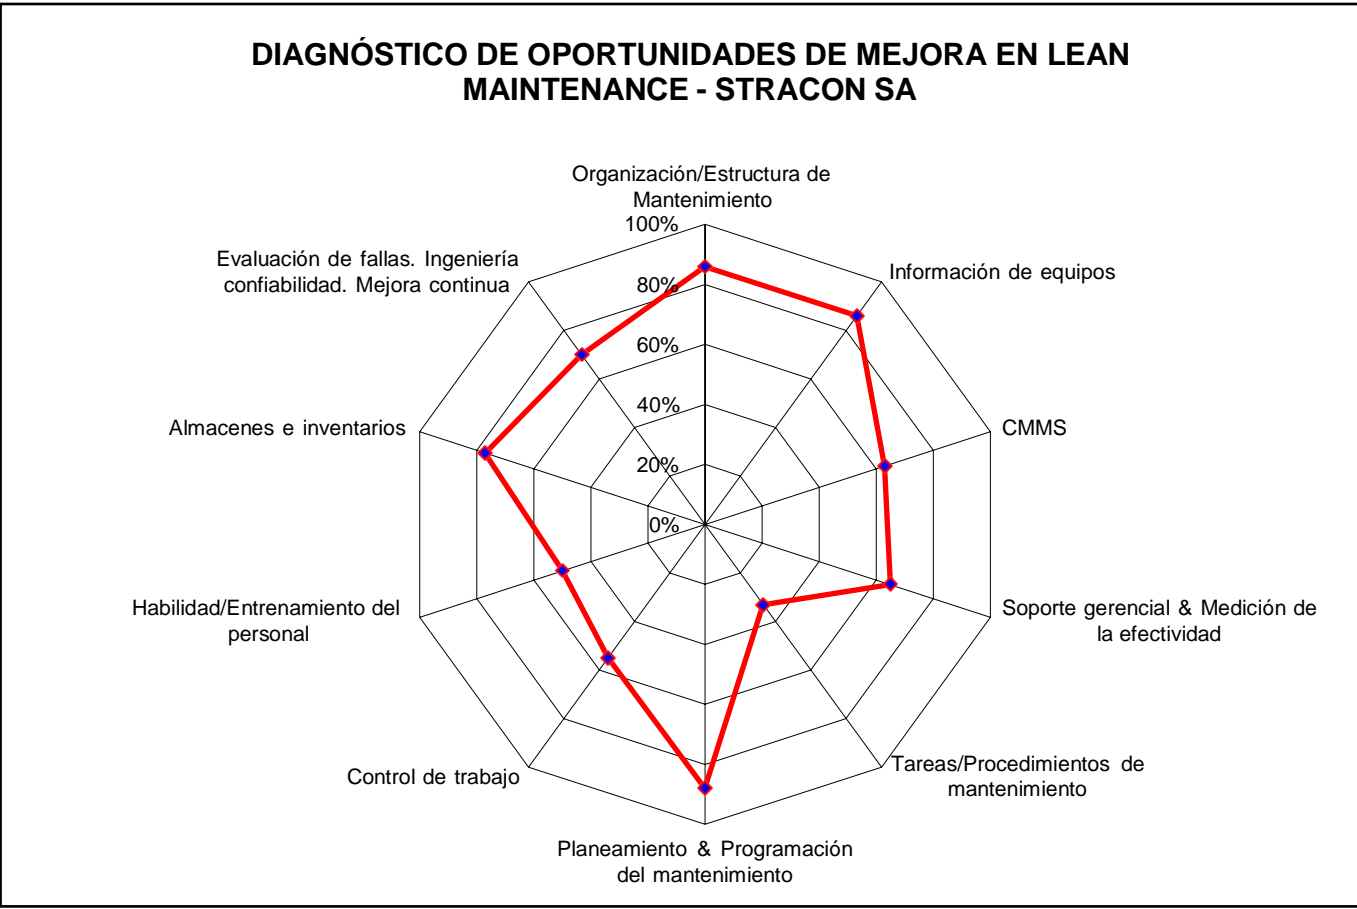 DIAGNÓSTICO DE OPORTUNIDADES DE MEJORA EN LEAN
MAINTENANCE - STRACON SA
Organización/Estructura de
Mantenimiento
100%
Evaluación de fallas. Ingeniería
confiabilidad. Mejora continua
Información de equipos
80%
60%
40%
Almacenes e inventarios
CMMS
20%
0%
Habilidad/Entrenamiento del
personal
Soporte gerencial & Medición de
la efectividad
Control de trabajo
Tareas/Procedimientos de
mantenimiento
Planeamiento & Programación
del mantenimiento